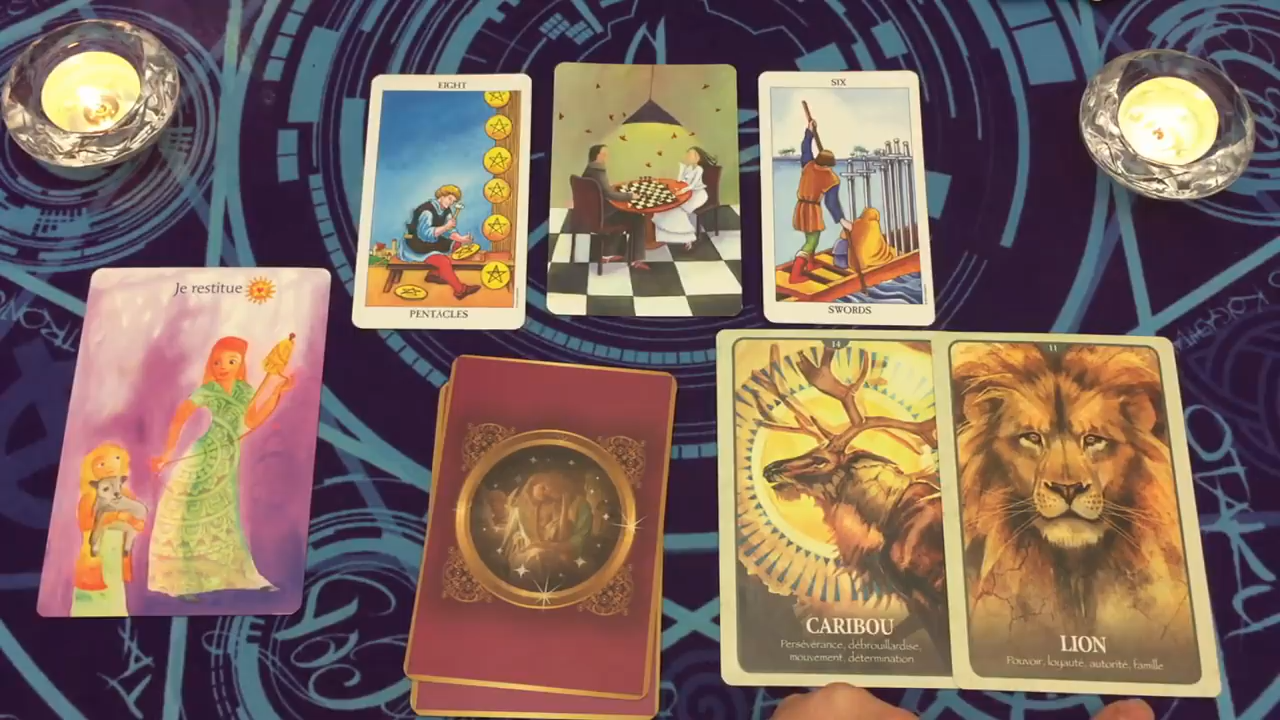 EIGHT
PENTACLES
SIX
SWORDS
Je restitue
14
CARIBOU
Persévérance, débrouillardise,
mouvement, détermination
11
LION
Pouvoir, loyauté, autorité, famille